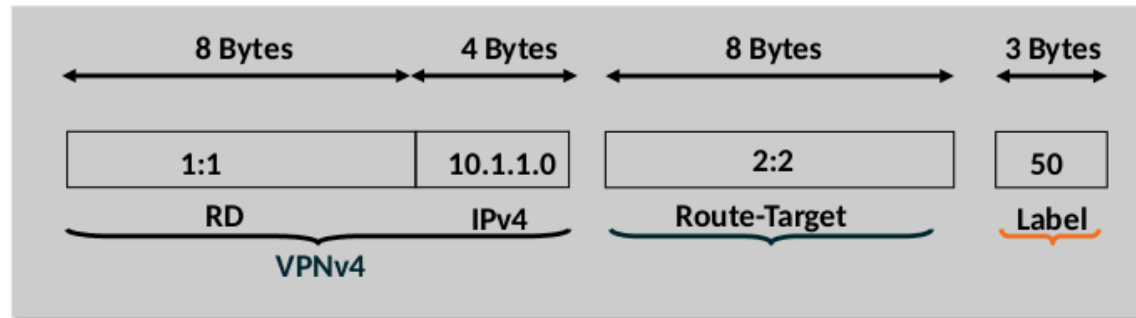 8 Bytes 4 Bytes 8 Bytes 3 Bytes
1:1 10.1.1.0 2:2 50
RD IPv4 Route-Target Label
VPNv4